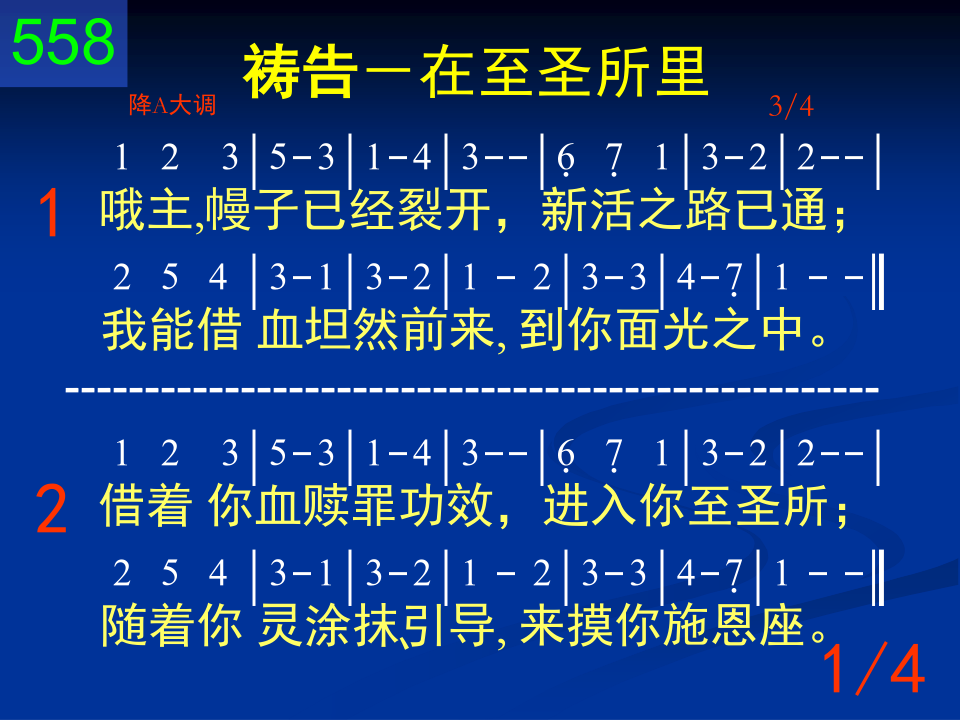 558
祷告－在至圣所里
降A大调 3/4
1 2 3|5-3|1-4|3--|6̣ 7̣ 1|3-2|2--|
1 哦主,幔子已经裂开，新活之路已通；
2 5 4|3-1|3-2|1 - 2|3-3|4-7̣|1 - -‖
我能借 血坦然前来, 到你面光之中。
---------------------------------------------------
1 2 3|5-3|1-4|3--|6̣ 7̣ 1|3-2|2--|
2 借着 你血赎罪功效，进入你至圣所；
2 5 4|3-1|3-2|1 - 2|3-3|4-7̣|1 - -‖
随着你 灵涂抹、引导, 来摸你施恩座。
1/4